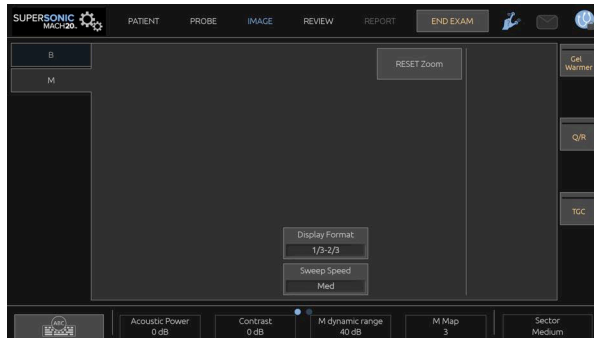 SUPERSONIC
MACH20.
PATIENT
PROBE
IMAGE
REVIEW
REPORT
END EXAM
B
M
RESET Zoom
Gel
Warmer
Q/R
TGC
Display Format
1/3-2/3
Sweep Speed
Med
ABC
Acoustic Power
0 dB
Contrast
0 dB
M dynamic range
40 dB
M Map
3
Sector
Medium